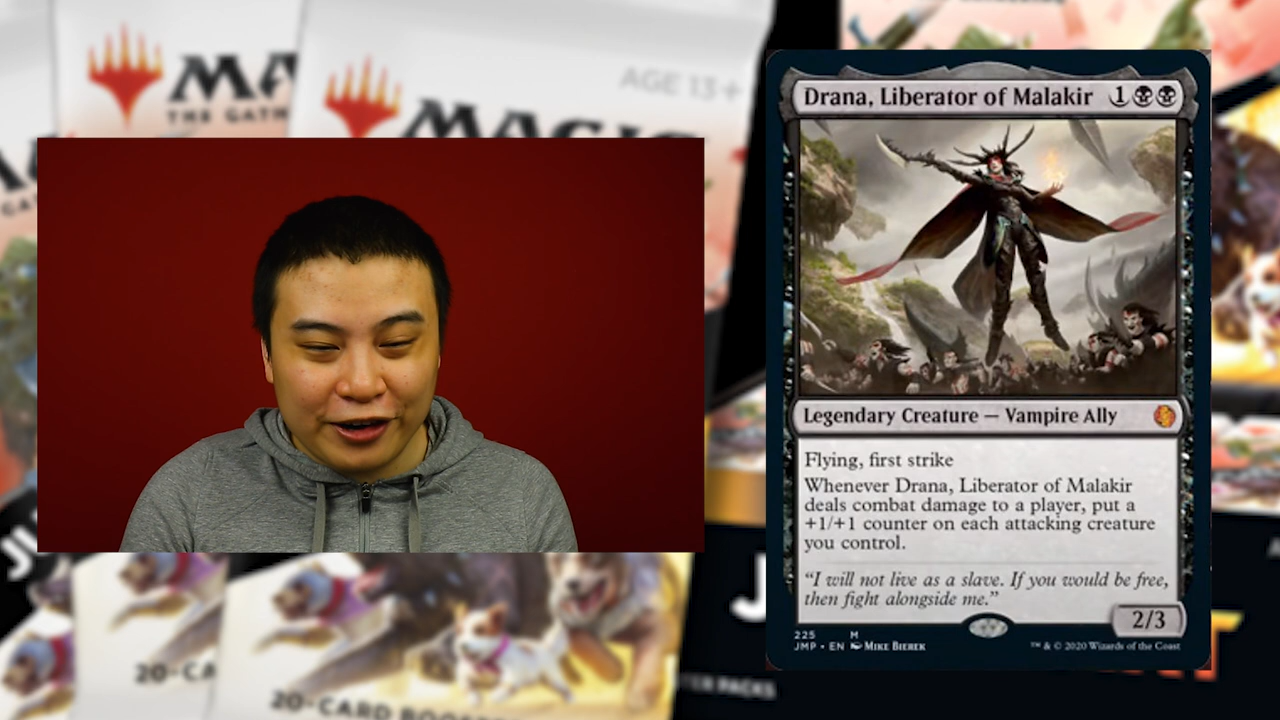 AGE 13+
MA
THE GATH
MAGIC
Drana, Liberator of Malakir 1
Legendary Creature — Vampire Ally
Flying, first strike
Whenever Drana, Liberator of Malakir
deals combat damage to a player, put a
+1/+1 counter on each attacking creature
you control.
“I will not live as a slave. If you would be free,
then fight alongside me.”
2/3
225 M
JMP • EN MIKE BIEREK
™ & © 2020 Wizards of the Coast
20-CA
20-CARD BOOS